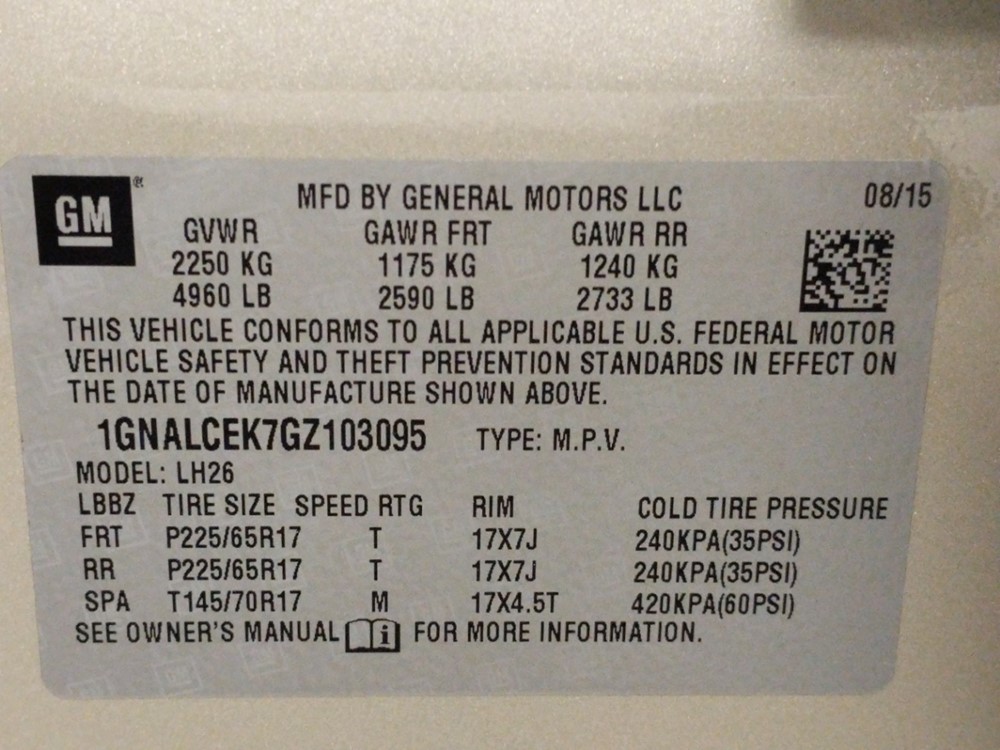 GM®
MFD BY GENERAL MOTORS LLC 08/15
GVWR GAWR FRT GAWR RR
2250 KG 1175 KG 1240 KG
4960 LB 2590 LB 2733 LB
THIS VEHICLE CONFORMS TO ALL APPLICABLE U.S. FEDERAL MOTOR
VEHICLE SAFETY AND THEFT PREVENTION STANDARDS IN EFFECT ON
THE DATE OF MANUFACTURE SHOWN ABOVE.
1GNALCEK7GZ103095 TYPE: M.P.V.
MODEL: LH26
LBBZ TIRE SIZE SPEED RTG RIM COLD TIRE PRESSURE
FRT P225/65R17 T 17X7J 240KPA(35PSI)
RR P225/65R17 T 17X7J 240KPA(35PSI)
SPA T145/70R17 M 17X4.5T 420KPA(60PSI)
SEE OWNER'S MANUAL i FOR MORE INFORMATION.